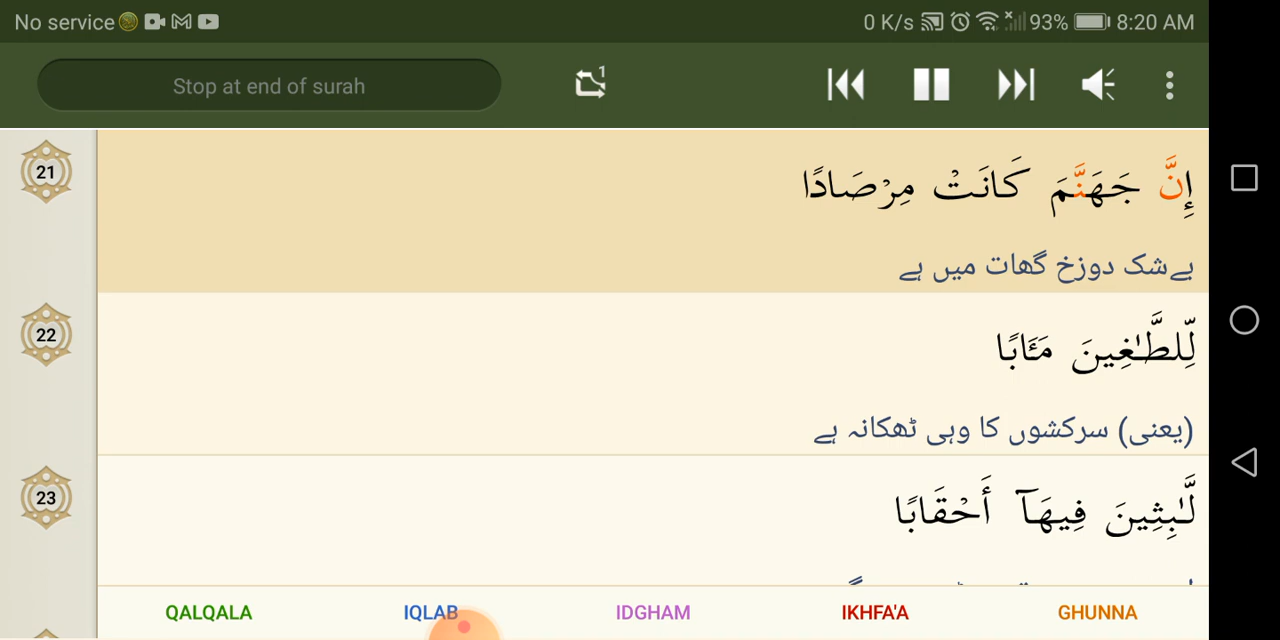 No service 0 K/s 93% 8:20 AM
Stop at end of surah 1
21
إِنَّ جَهَنَّمَ كَانَتْ مِرْصَادًا
بےشک دوزخ گھات میں ہے
22
لِّلطَّـٰغِينَ مَـَٔابًا
(یعنی) سرکشوں کا وہی ٹھکانہ ہے
23
لَّـٰبِثِينَ فِيهَآ أَحْقَابًا
QALQALA IQLAB IDGHAM IKHFA'A GHUNNA